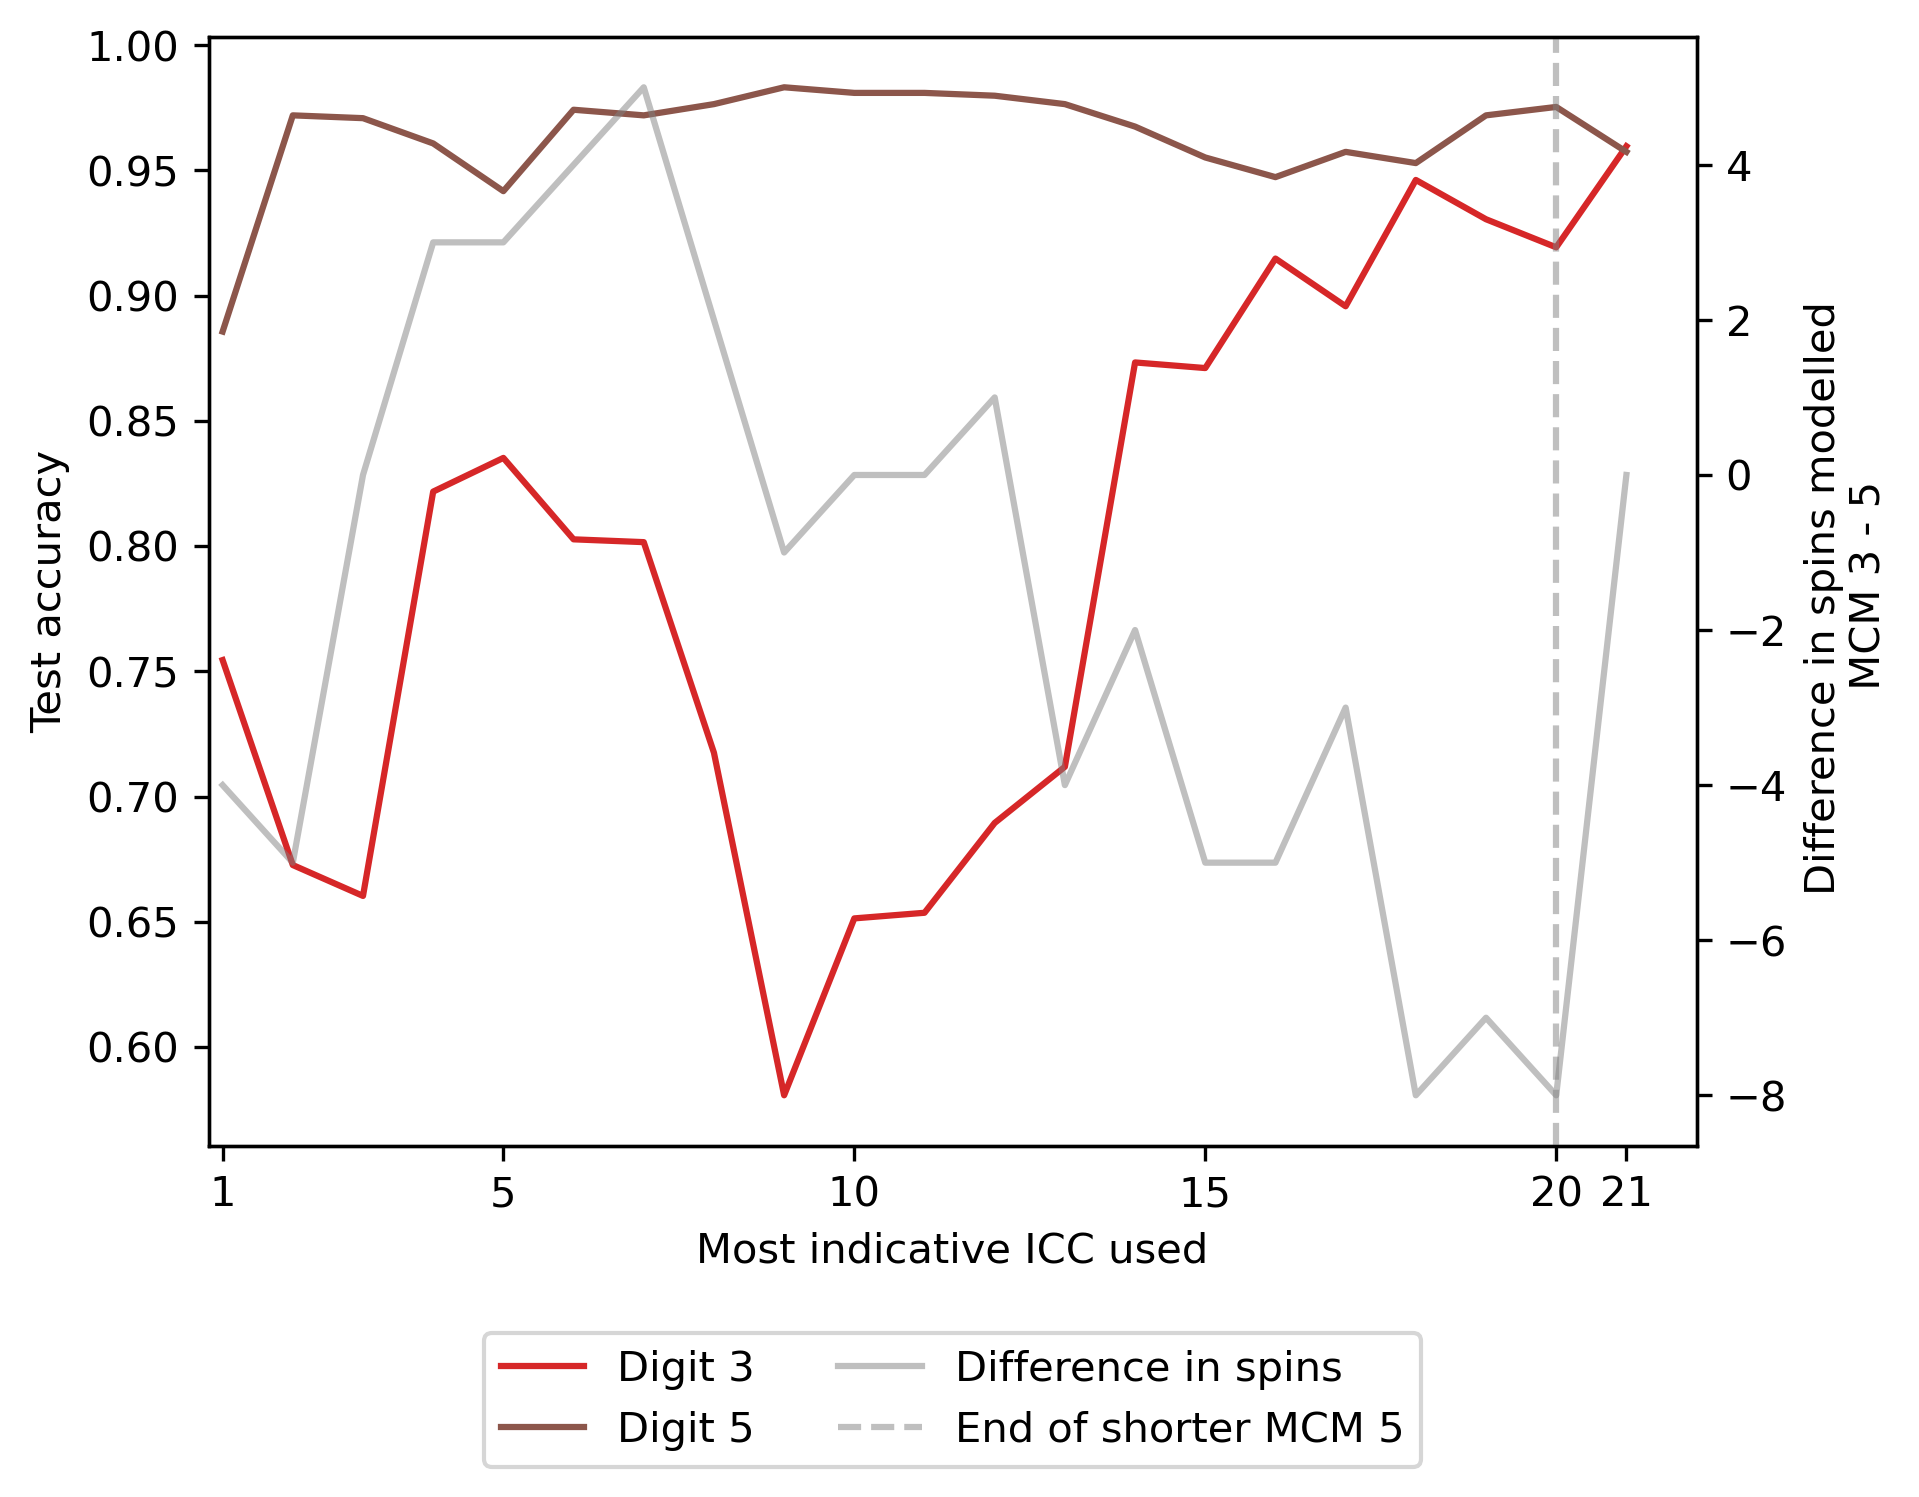 1.00
0.95
0.90
0.85
0.80
0.75
0.70
0.65
0.60
Test accuracy
4
2
0
−2
−4
−6
−8
Difference in spins modelled
MCM 3 - 5
1 5 10 15 20 21
Most indicative ICC used
Digit 3
Digit 5
Difference in spins
End of shorter MCM 5